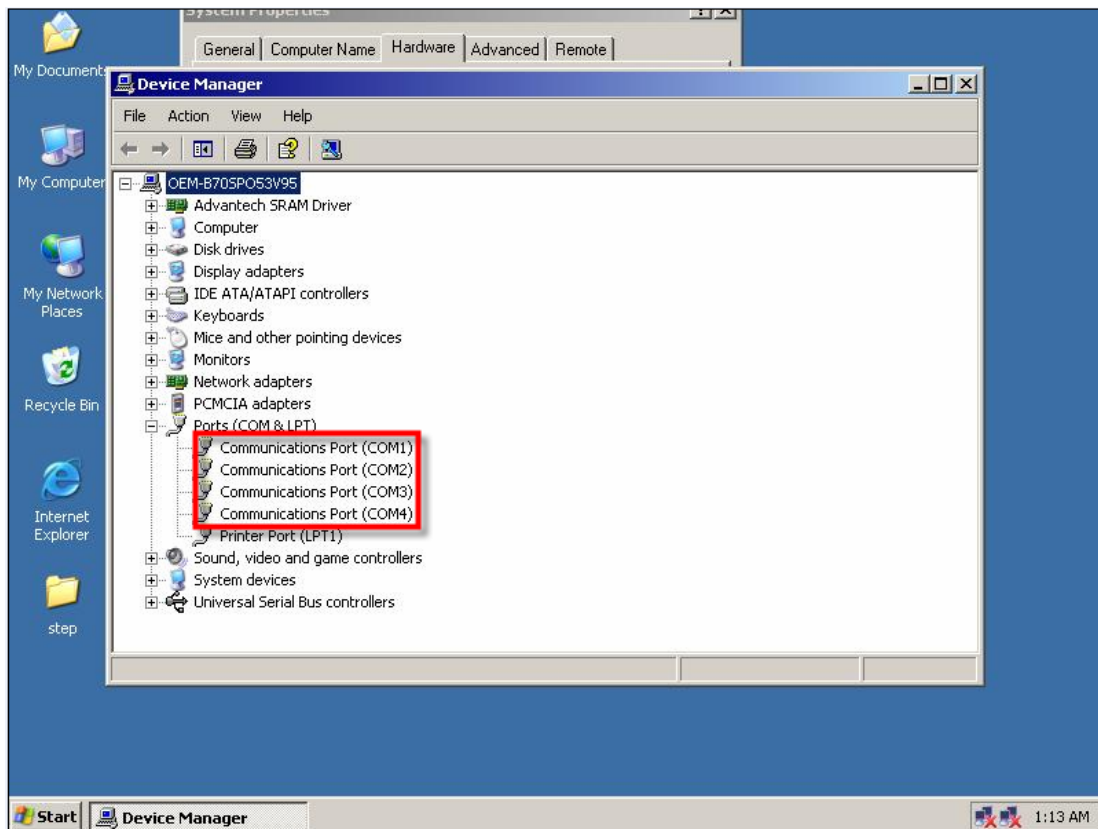 System Properties
General
Computer Name
Hardware
Advanced
Remote
My Documents
Device Manager
File
Action
View
Help
My Computer
OEM-B70SPO53V95
Advantech SRAM Driver
Computer
Disk drives
Display adapters
IDE ATA/ATAPI controllers
Keyboards
Mice and other pointing devices
Monitors
Network adapters
PCMCIA adapters
Ports (COM & LPT)
Communications Port (COM1)
Communications Port (COM2)
Communications Port (COM3)
Communications Port (COM4)
Printer Port (LPT1)
Sound, video and game controllers
System devices
Universal Serial Bus controllers
My Network
Places
Recycle Bin
Internet
Explorer
step
Start
Device Manager
1:13 AM